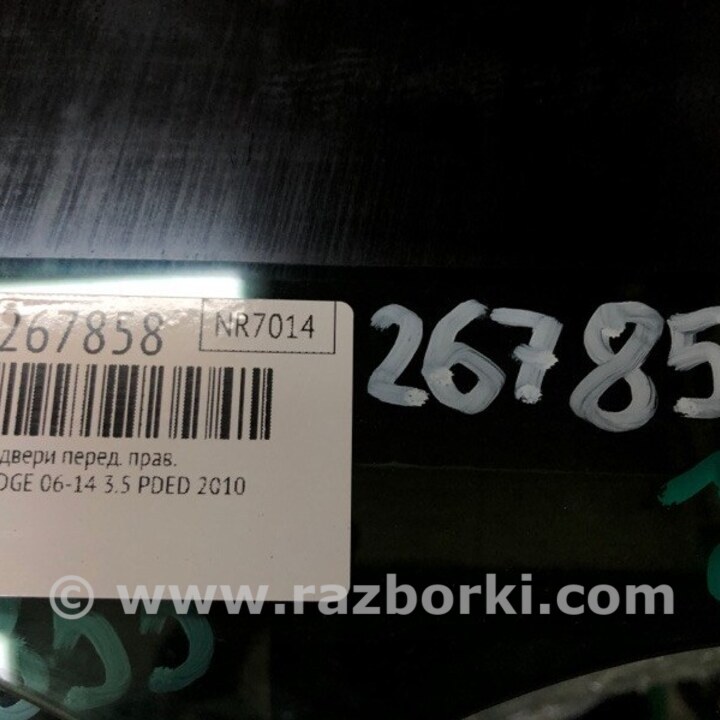 267858
NR7014
двери перед. прав.
DGE 06-14 3.5 PDED 2010
26785
© www.razborki.com